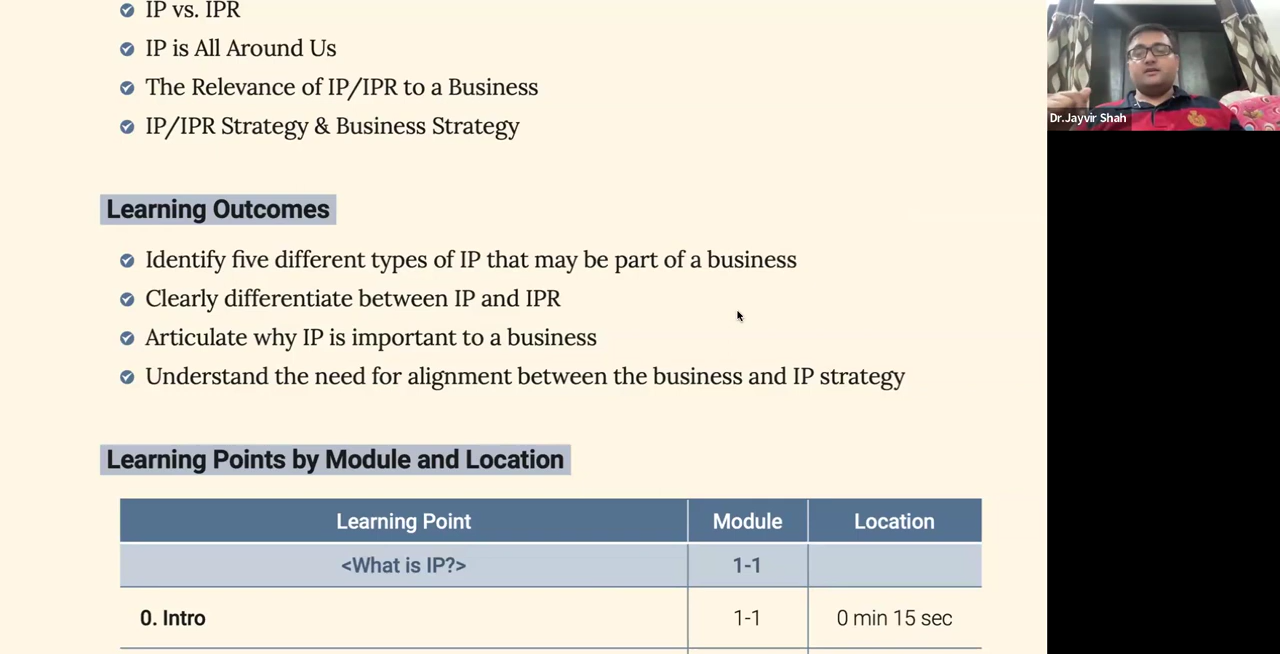 IP vs. IPR
IP is All Around Us
The Relevance of IP/IPR to a Business
IP/IPR Strategy & Business Strategy
Dr.Jayvir Shah
Learning Outcomes
Identify five different types of IP that may be part of a business
Clearly differentiate between IP and IPR
Articulate why IP is important to a business
Understand the need for alignment between the business and IP strategy
Learning Points by Module and Location
Learning Point Module Location
<What is IP?> 1-1
0. Intro 1-1 0 min 15 sec